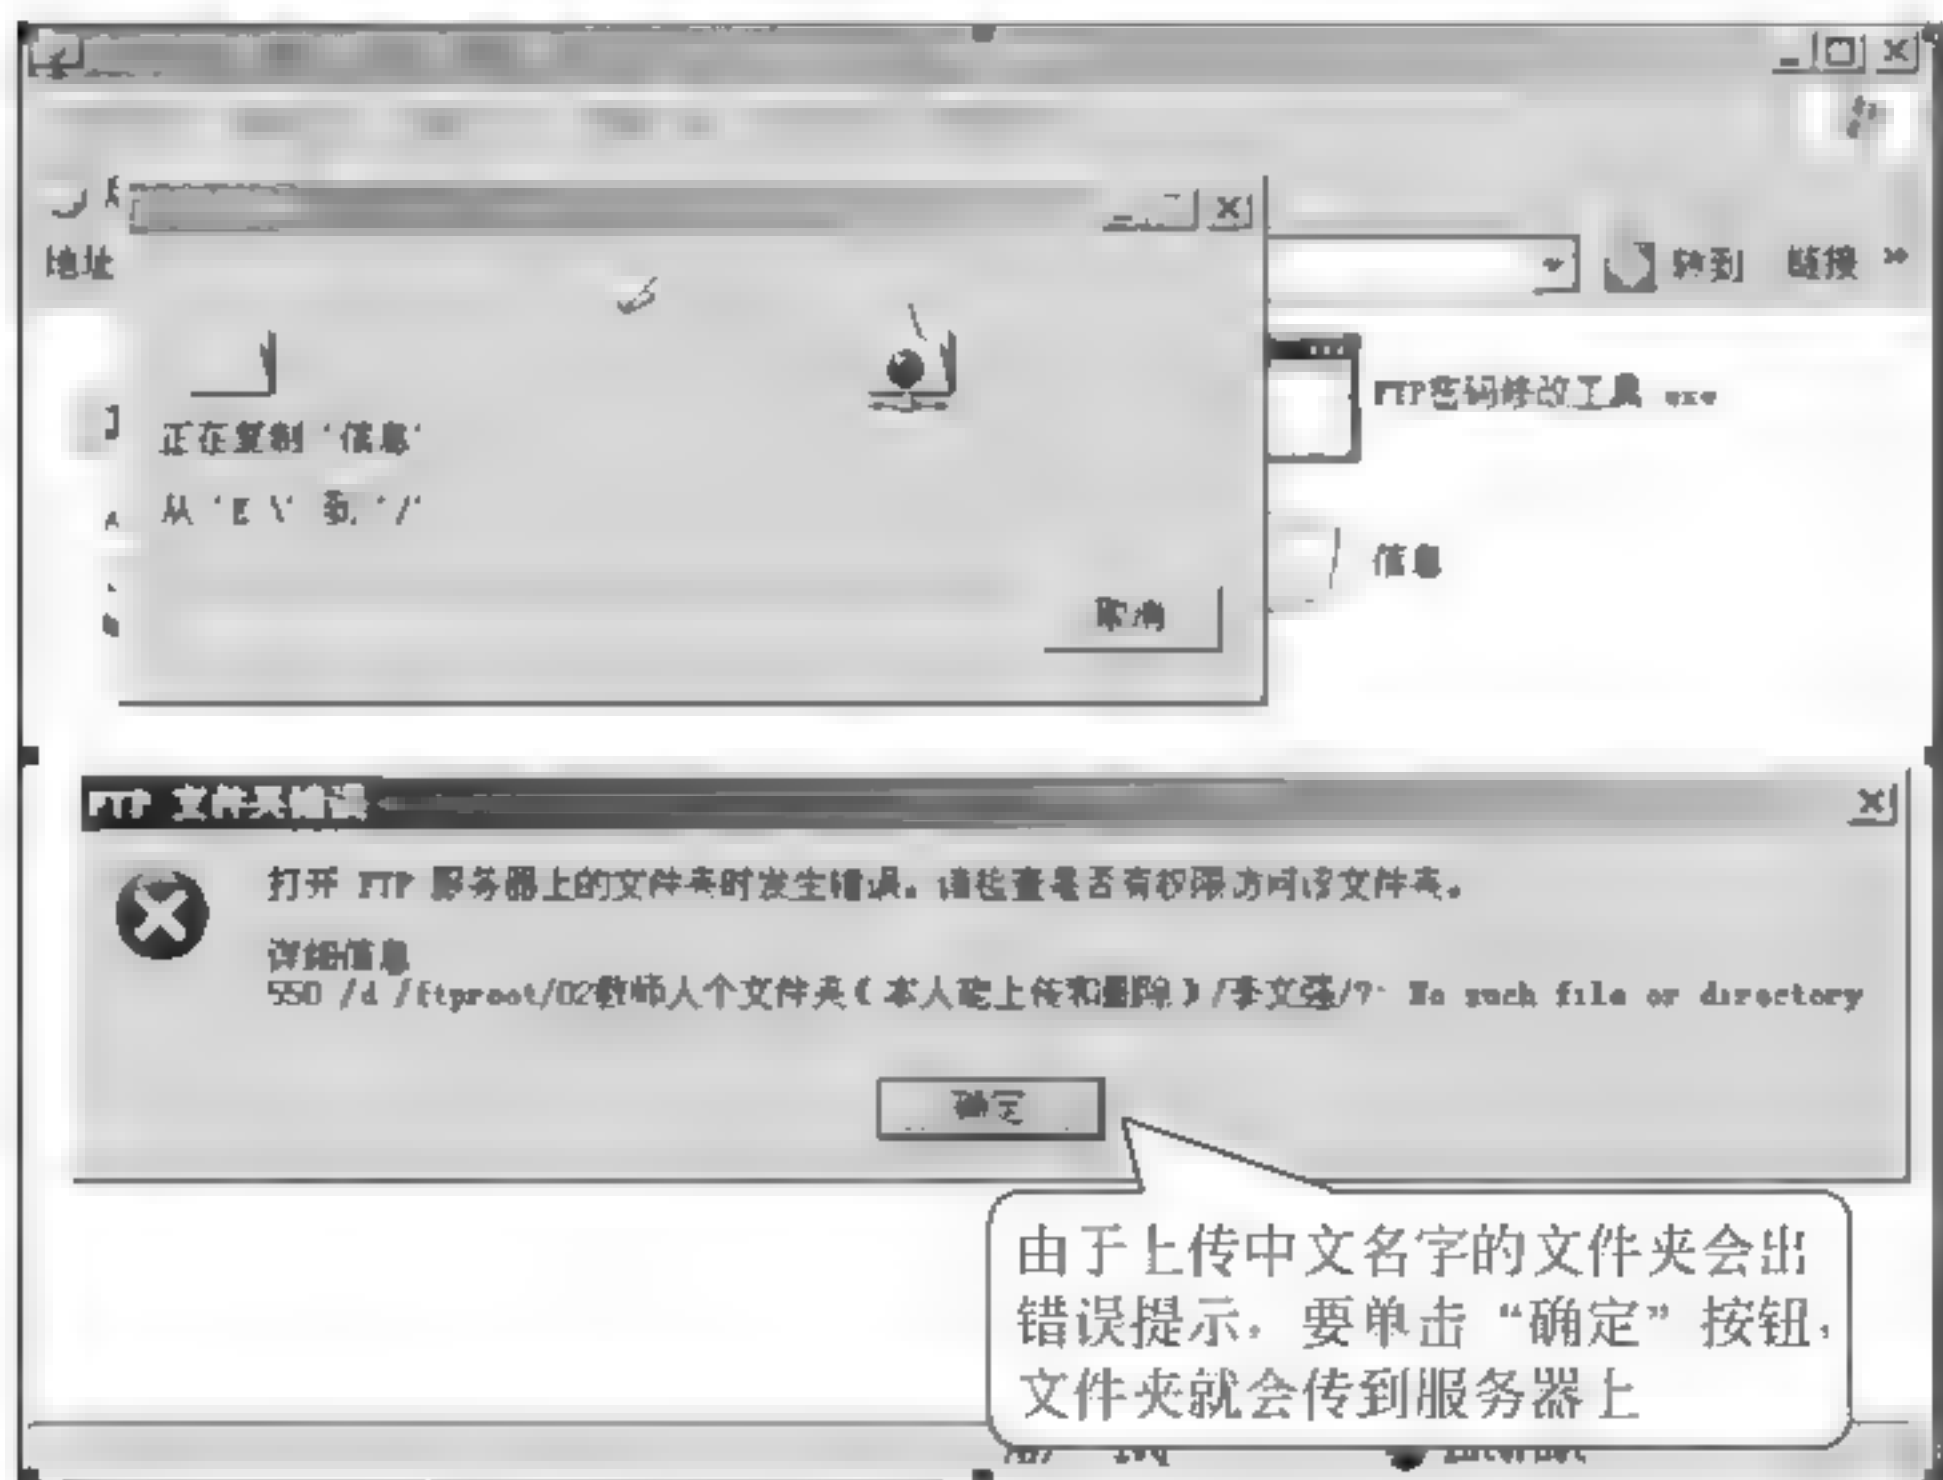 地址
转到 链接 »
正在复制 '信息'
从 'E \' 到 '/'
取消
FTP密码修改工具 exe
信息
FTP 文件夹错误
打开 FTP 服务器上的文件夹时发生错误。请检查是否有权限访问该文件夹。
详细信息
550 /d /ftproot/02教师人个文件夹(本人能上传和删除)/李文强/?: No such file or directory
确定
由于上传中文名字的文件夹会出
错误提示，要单击“确定”按钮，
文件夹就会传到服务器上
Internet